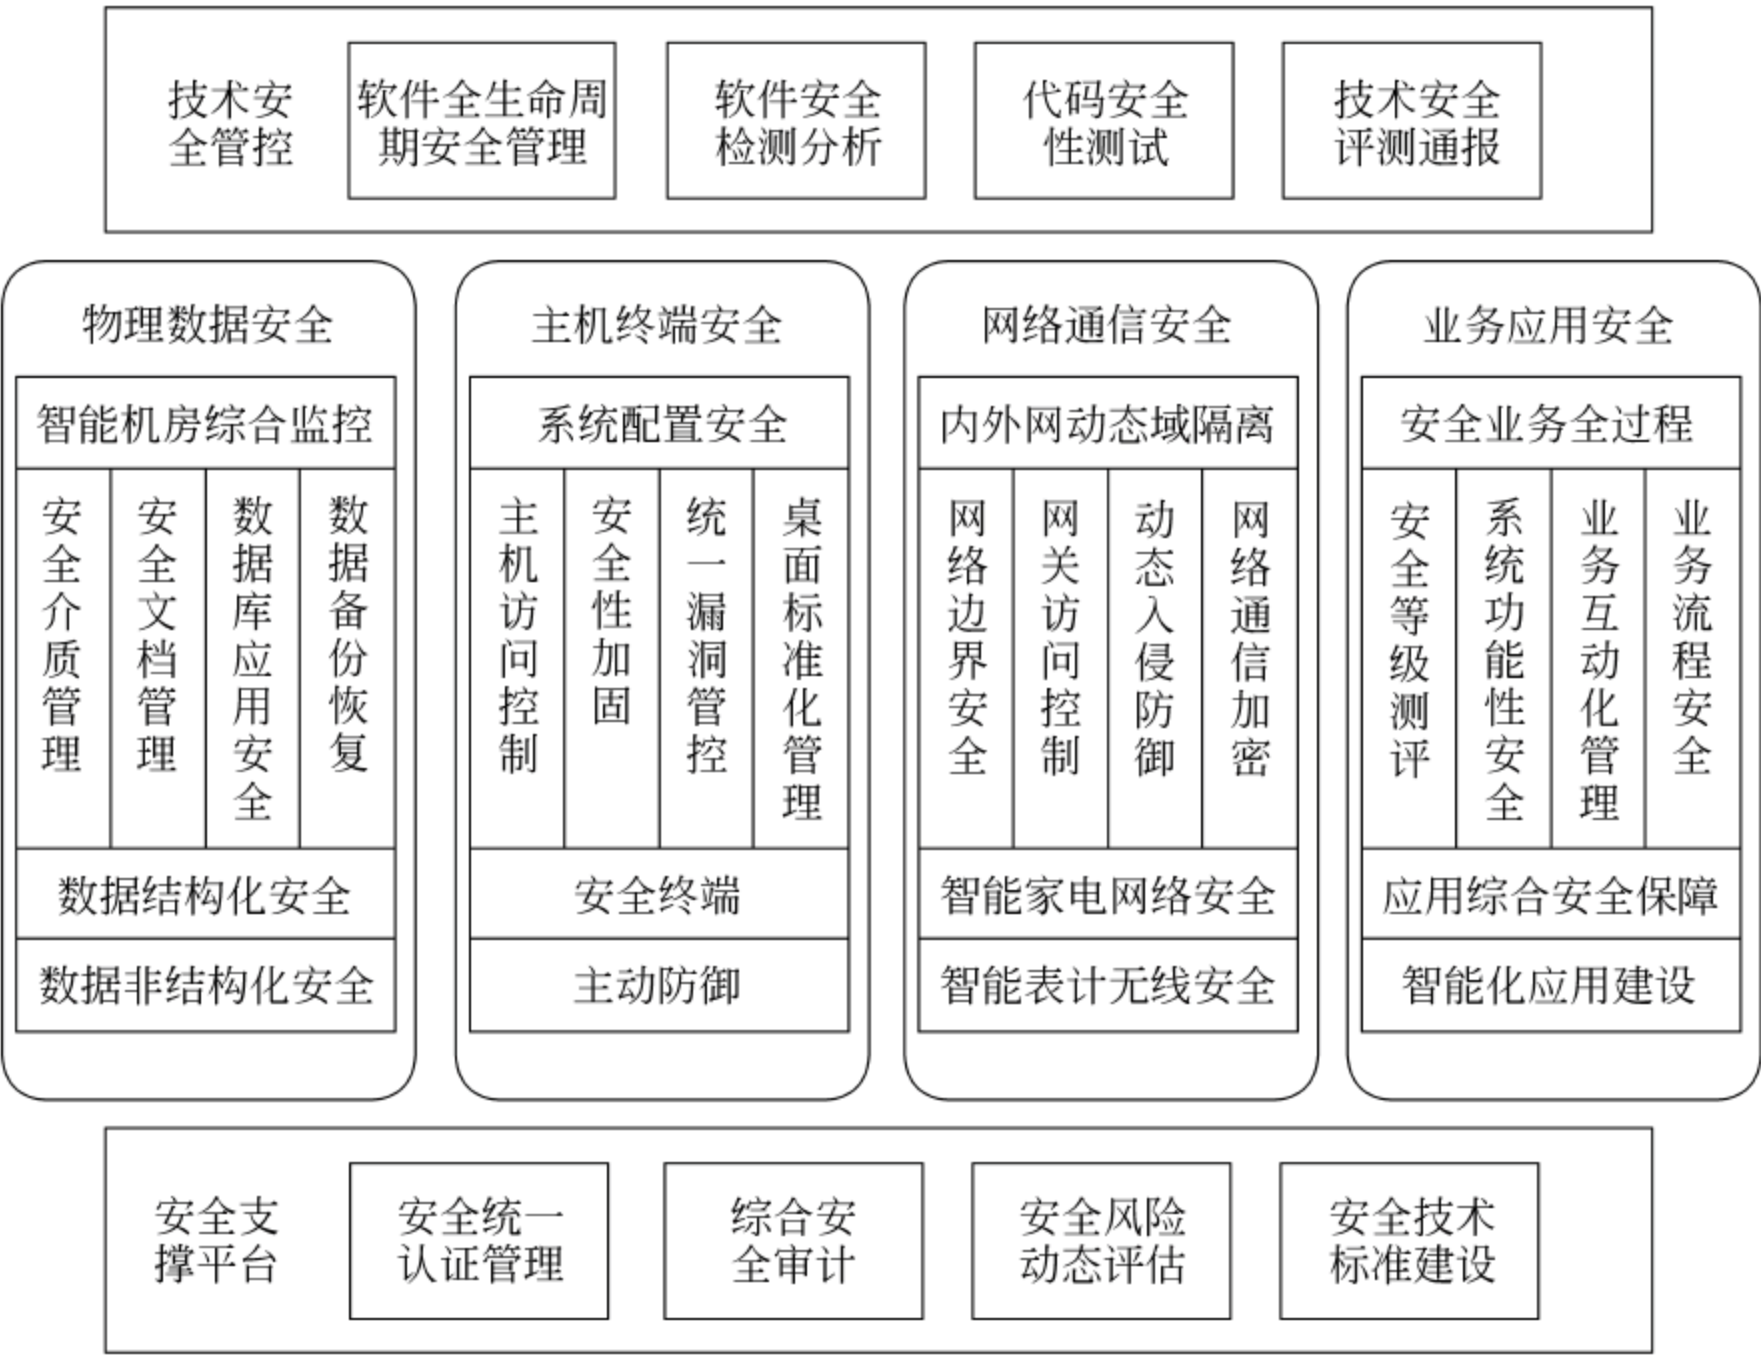 技术安
全管控
软件全生命周
期安全管理
软件安全
检测分析
代码安全
性测试
技术安全
评测通报
物理数据安全
智能机房综合监控
安全介质管理
安全文档管理
数据库应用安全
数据备份恢复
数据结构化安全
数据非结构化安全
主机终端安全
系统配置安全
主机访问控制
安全性加固
统一漏洞管控
桌面标准化管理
安全终端
主动防御
网络通信安全
内外网动态域隔离
网络边界安全
网关访问控制
动态入侵防御
网络通信加密
智能家电网络安全
智能表计无线安全
业务应用安全
安全业务全过程
安全等级测评
系统功能性安全
业务互动化管理
业务流程安全
应用综合安全保障
智能化应用建设
安全支
撑平台
安全统一
认证管理
综合安
全审计
安全风险
动态评估
安全技术
标准建设